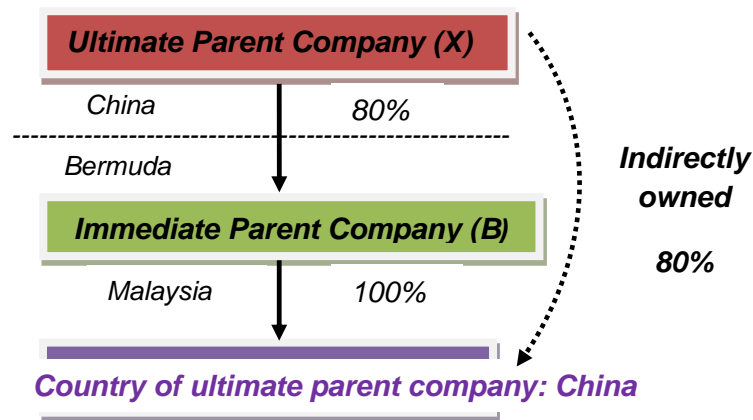 Ultimate Parent Company (X)
China 80%
Bermuda
Indirectly
owned
80%
Immediate Parent Company (B)
Malaysia 100%
Country of ultimate parent company: China